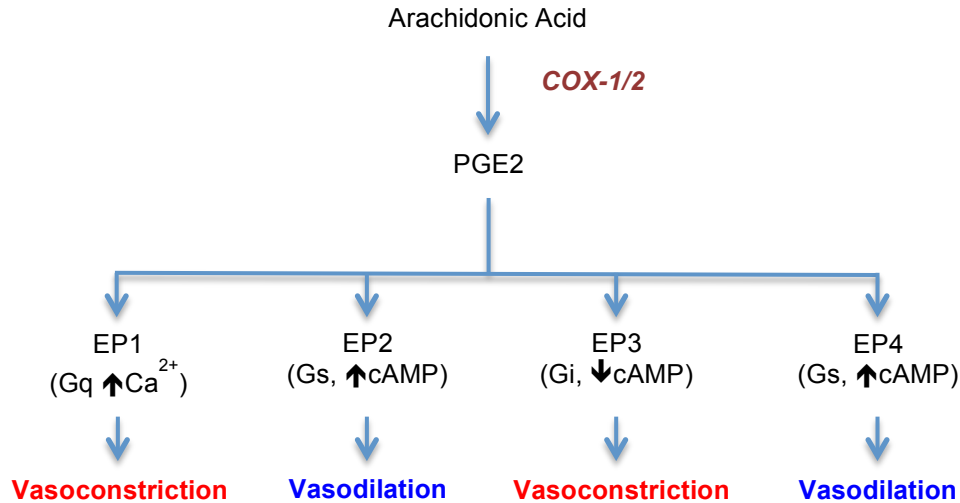 Arachidonic Acid
COX-1/2
PGE2
EP1 EP2 EP3 EP4
(Gq ↑Ca²⁺) (Gs, ↑cAMP) (Gi, ↓cAMP) (Gs, ↑cAMP)
Vasoconstriction Vasodilation Vasoconstriction Vasodilation